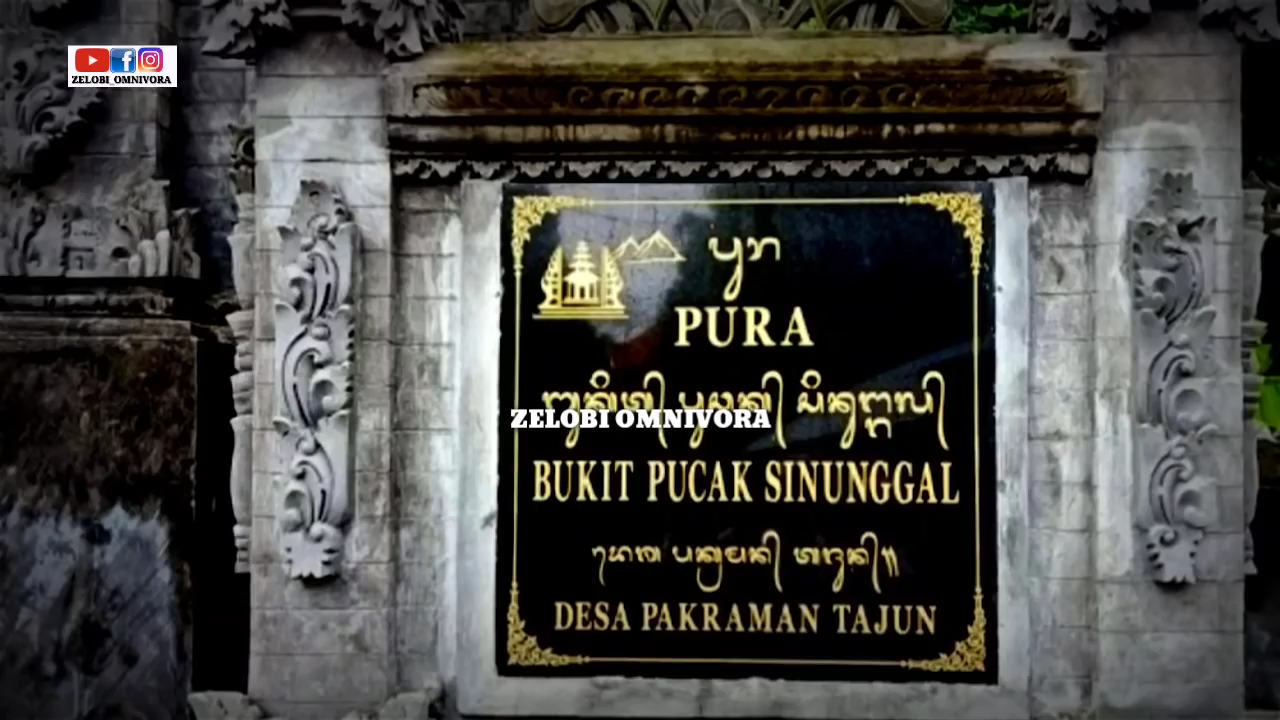 ZELOBI_OMNIVORA
ᬧᬸᬭ
PURA
ZELOBI OMNIVORA
BUKIT PUCAK SINUNGGAL
DESA PAKRAMAN TAJUN